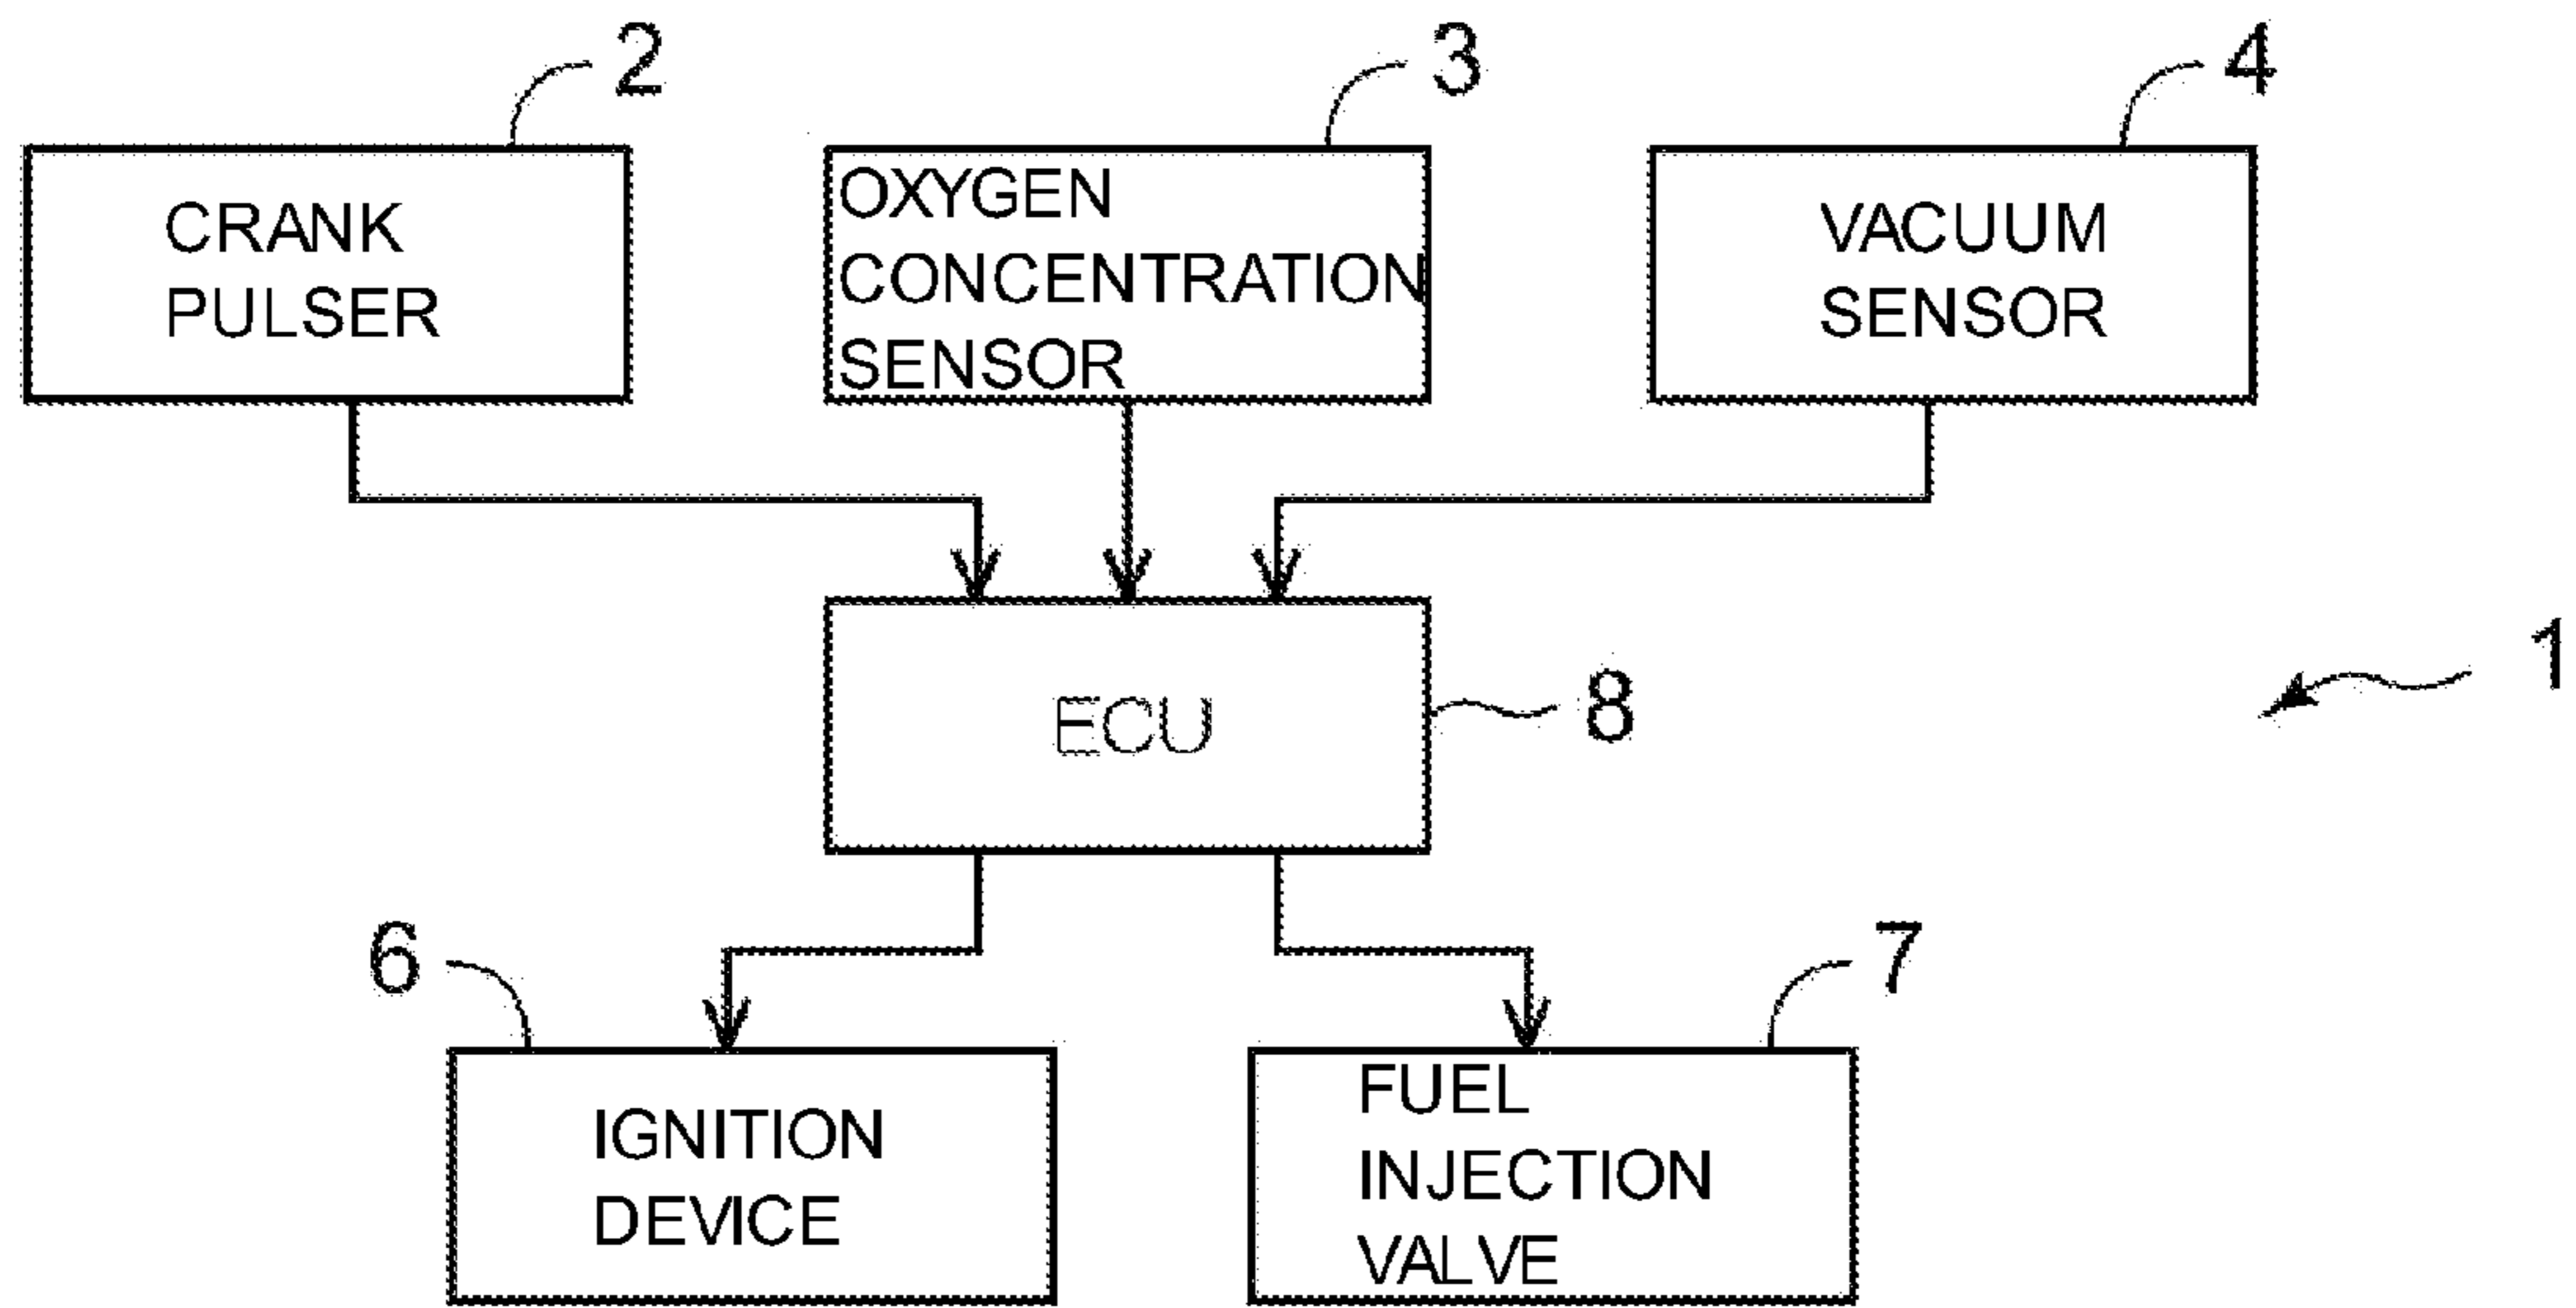 2
3
4
CRANK
PULSER
OXYGEN
CONCENTRATION
SENSOR
VACUUM
SENSOR
1
ECU
8
6
7
IGNITION
DEVICE
FUEL
INJECTION
VALVE